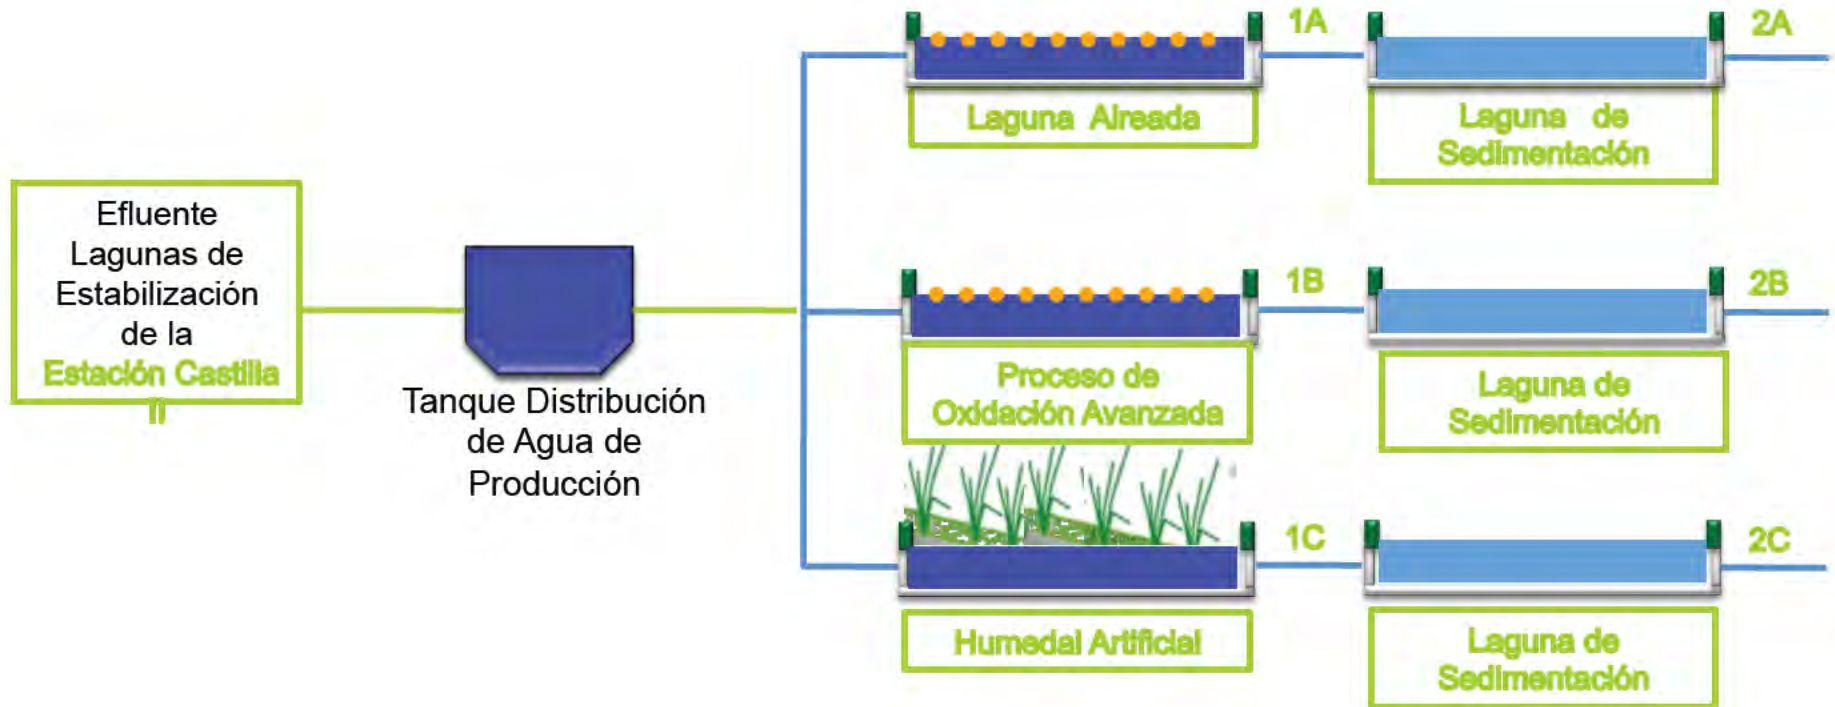 Efluente
Lagunas de
Estabilización
de la
Estación Castilla
II
Tanque Distribución
de Agua de
Producción
1A
2A
Laguna Aireada
Laguna de
Sedimentación
1B
2B
Proceso de
Oxidación Avanzada
Laguna de
Sedimentación
1C
2C
Humedal Artificial
Laguna de
Sedimentación